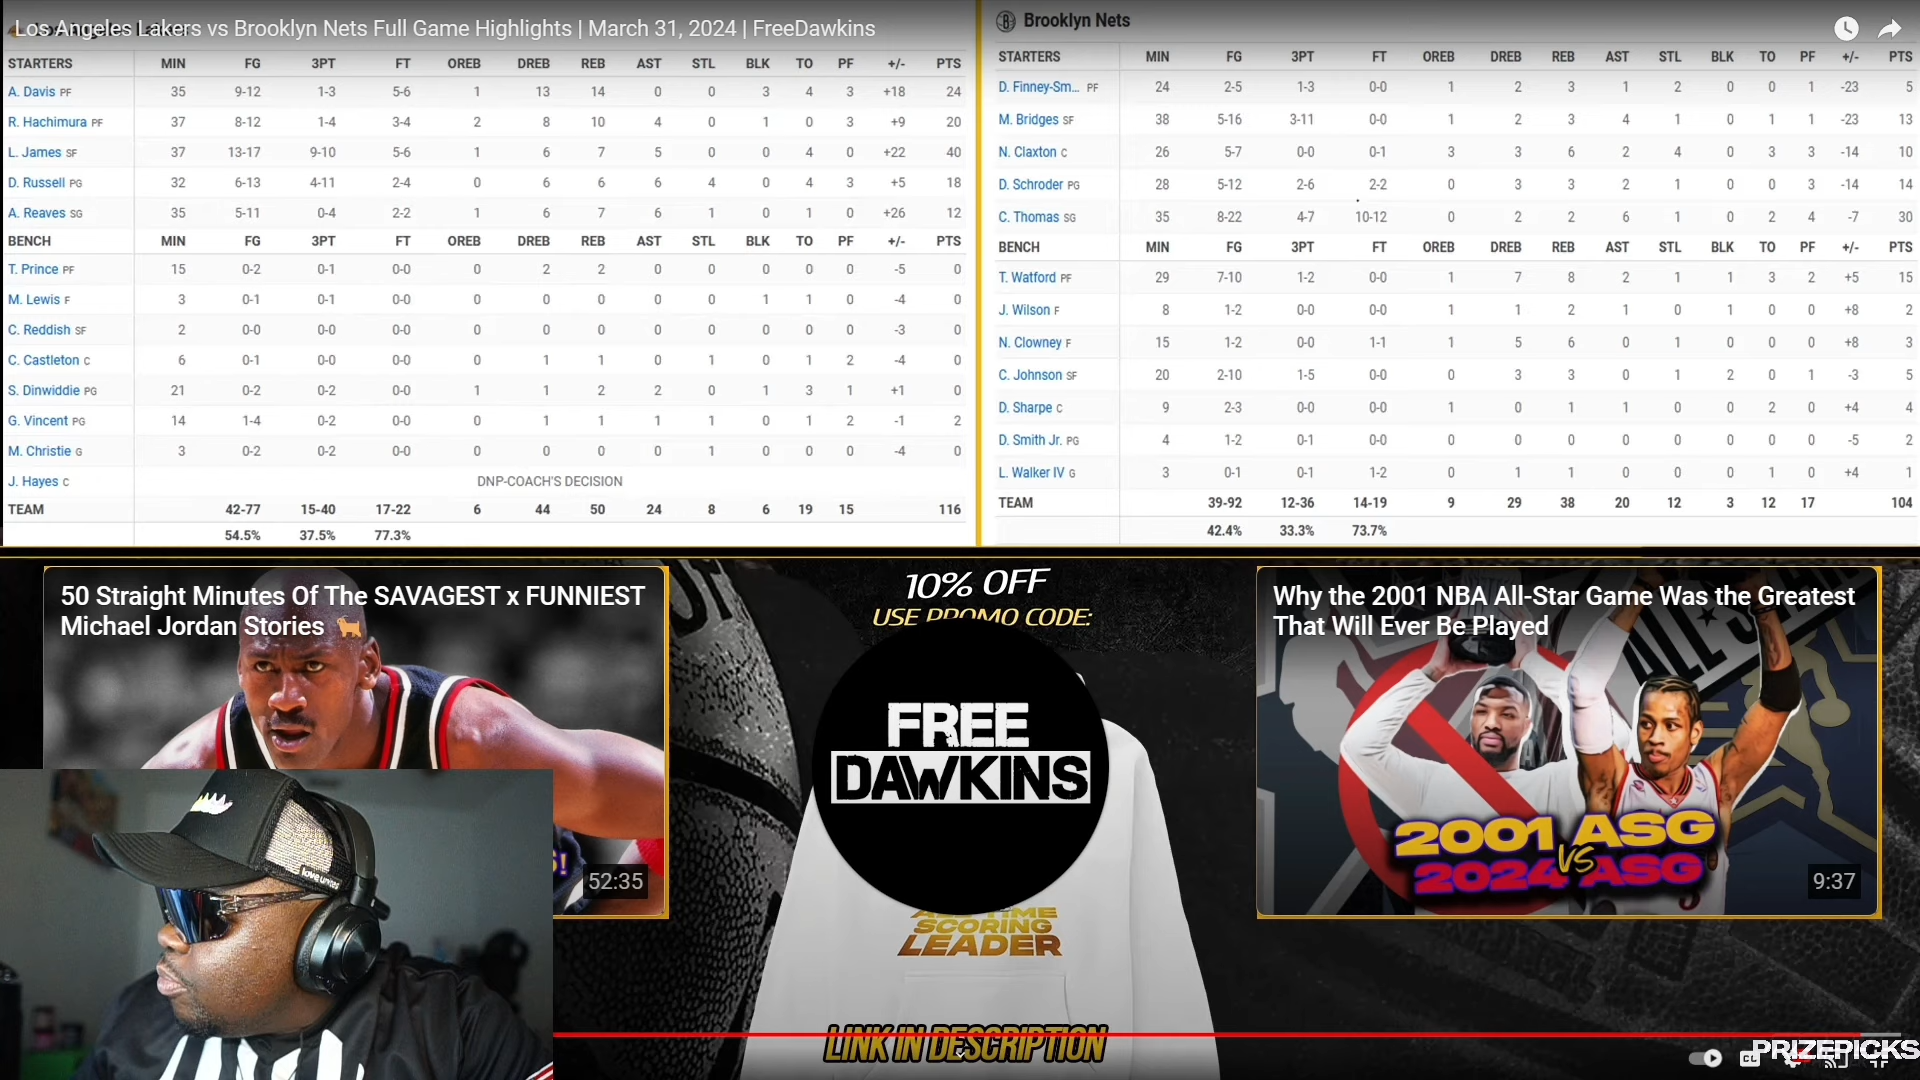 Los Angeles Lakers vs Brooklyn Nets Full Game Highlights | March 31, 2024 | FreeDawkins
STARTERS MIN FG 3PT FT OREB DREB REB AST STL BLK TO PF +/- PTS
A. Davis PF 35 9-12 1-3 5-6 1 13 14 0 0 3 4 3 +18 24
R. Hachimura PF 37 8-12 1-4 3-4 2 8 10 4 0 1 0 3 +9 20
L. James SF 37 13-17 9-10 5-6 1 6 7 5 0 0 4 0 +22 40
D. Russell PG 32 6-13 4-11 2-4 0 6 6 6 4 0 4 3 +5 18
A. Reaves SG 35 5-11 0-4 2-2 1 6 7 6 1 0 1 0 +26 12
BENCH MIN FG 3PT FT OREB DREB REB AST STL BLK TO PF +/- PTS
T. Prince PF 15 0-2 0-1 0-0 0 2 2 0 0 0 0 0 -5 0
M. Lewis F 3 0-1 0-1 0-0 0 0 0 0 0 1 1 0 -4 0
C. Reddish SF 2 0-0 0-0 0-0 0 0 0 0 0 0 0 0 -3 0
C. Castleton C 6 0-1 0-0 0-0 0 1 1 0 1 0 1 2 -4 0
S. Dinwiddie PG 21 0-2 0-2 0-0 1 1 2 2 0 1 3 1 +1 0
G. Vincent PG 14 1-4 0-2 0-0 0 1 1 1 1 0 1 2 -1 2
M. Christie G 3 0-2 0-2 0-0 0 0 0 0 1 0 0 0 -4 0
J. Hayes C DNP-COACH'S DECISION
TEAM 42-77 15-40 17-22 6 44 50 24 8 6 19 15 116
54.5% 37.5% 77.3%
Brooklyn Nets
STARTERS MIN FG 3PT FT OREB DREB REB AST STL BLK TO PF +/- PTS
D. Finney-Sm... PF 24 2-5 1-3 0-0 1 2 3 1 2 0 0 1 -23 5
M. Bridges SF 38 5-16 3-11 0-0 1 2 3 4 1 0 1 1 -23 13
N. Claxton C 26 5-7 0-0 0-1 3 3 6 2 4 0 3 3 -14 10
D. Schroder PG 28 5-12 2-6 2-2 0 3 3 2 1 0 0 3 -14 14
C. Thomas SG 35 8-22 4-7 10-12 0 2 2 6 1 0 2 4 -7 30
BENCH MIN FG 3PT FT OREB DREB REB AST STL BLK TO PF +/- PTS
T. Watford PF 29 7-10 1-2 0-0 1 7 8 2 1 1 3 2 +5 15
J. Wilson F 8 1-2 0-0 0-0 1 1 2 1 0 1 0 0 +8 2
N. Clowney F 15 1-2 0-0 1-1 1 5 6 0 1 0 0 0 +8 3
C. Johnson SF 20 2-10 1-5 0-0 0 3 3 0 1 2 0 1 -3 5
D. Sharpe C 9 2-3 0-0 0-0 1 0 1 1 0 0 2 0 +4 4
D. Smith Jr. PG 4 1-2 0-1 0-0 0 0 0 0 0 0 0 2 -5 2
L. Walker IV G 3 0-1 0-1 1-2 0 1 1 0 0 0 1 0 +4 1
TEAM 39-92 12-36 14-19 9 29 38 20 12 3 12 17 104
42.4% 33.3% 73.7%
50 Straight Minutes Of The SAVAGEST x FUNNIEST
Michael Jordan Stories
S!
52:35
10% OFF
USE PROMO CODE:
FREE
DAWKINS
ALL TIME
SCORING
LEADER
LINK IN DESCRIPTION
Why the 2001 NBA All-Star Game Was the Greatest
That Will Ever Be Played
2001 ASG
VS
2024 ASG
9:37
love united
PRIZEPICKS